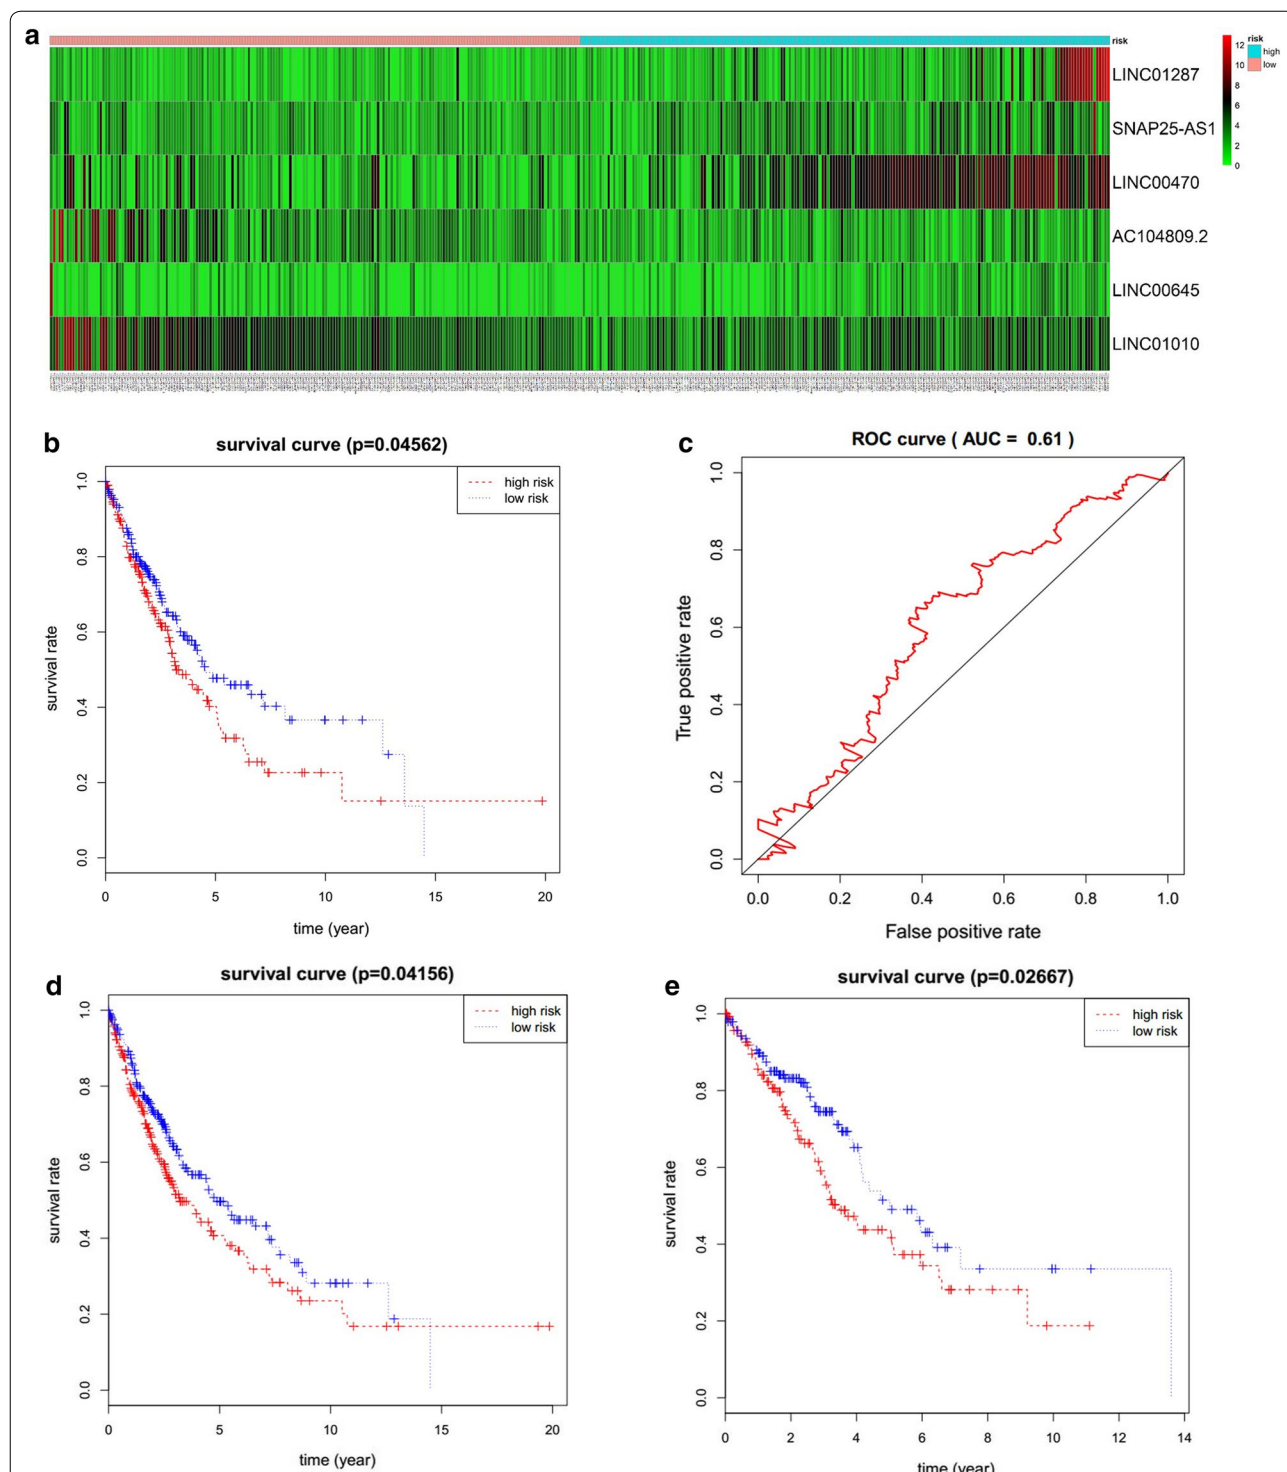 a
risk
LINC01287
SNAP25-AS1
LINC00470
AC104809.2
LINC00645
LINC01010
12
10
8
6
4
2
0
risk
high
low
b
survival curve (p=0.04562)
high risk
low risk
survival rate
1.0
0.8
0.6
0.4
0.2
0.0
0 5 10 15 20
time (year)
c
ROC curve ( AUC = 0.61 )
True positive rate
1.0
0.8
0.6
0.4
0.2
0.0
0.0 0.2 0.4 0.6 0.8 1.0
False positive rate
d
survival curve (p=0.04156)
high risk
low risk
survival rate
1.0
0.8
0.6
0.4
0.2
0.0
0 5 10 15 20
time (year)
e
survival curve (p=0.02667)
high risk
low risk
survival rate
1.0
0.8
0.6
0.4
0.2
0.0
0 2 4 6 8 10 12 14
time (year)